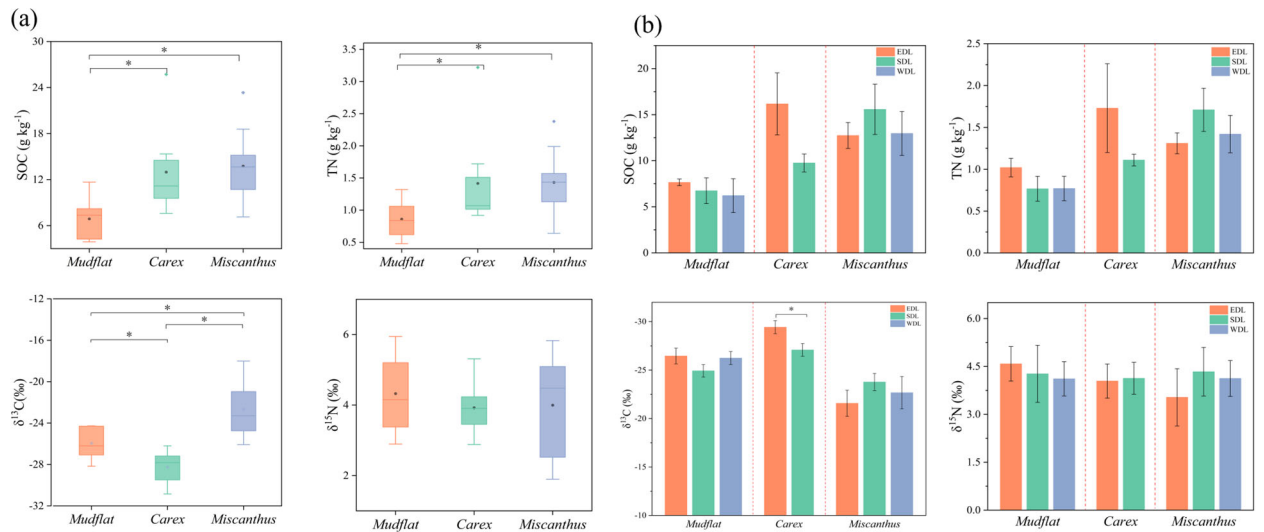 (a)
SOC (g kg-1)
30
24
18
12
6
*
*
Mudflat Carex Miscanthus
TN (g kg-1)
3.5
3.0
2.5
2.0
1.5
1.0
0.5
*
*
Mudflat Carex Miscanthus
δ13C(‰)
-12
-16
-20
-24
-28
-32
*
*
*
Mudflat Carex Miscanthus
δ15N (‰)
6
4
2
Mudflat Carex Miscanthus
(b)
SOC (g kg-1)
20
15
10
5
0
EDL
SDL
WDL
Mudflat Carex Miscanthus
TN (g kg-1)
2.5
2.0
1.5
1.0
0.5
0.0
EDL
SDL
WDL
Mudflat Carex Miscanthus
δ13C (‰)
-30
-25
-20
-15
-10
*
EDL
SDL
WDL
Mudflat Carex Miscanthus
δ15N (‰)
6.0
4.5
3.0
1.5
0.0
EDL
SDL
WDL
Mudflat Carex Miscanthus